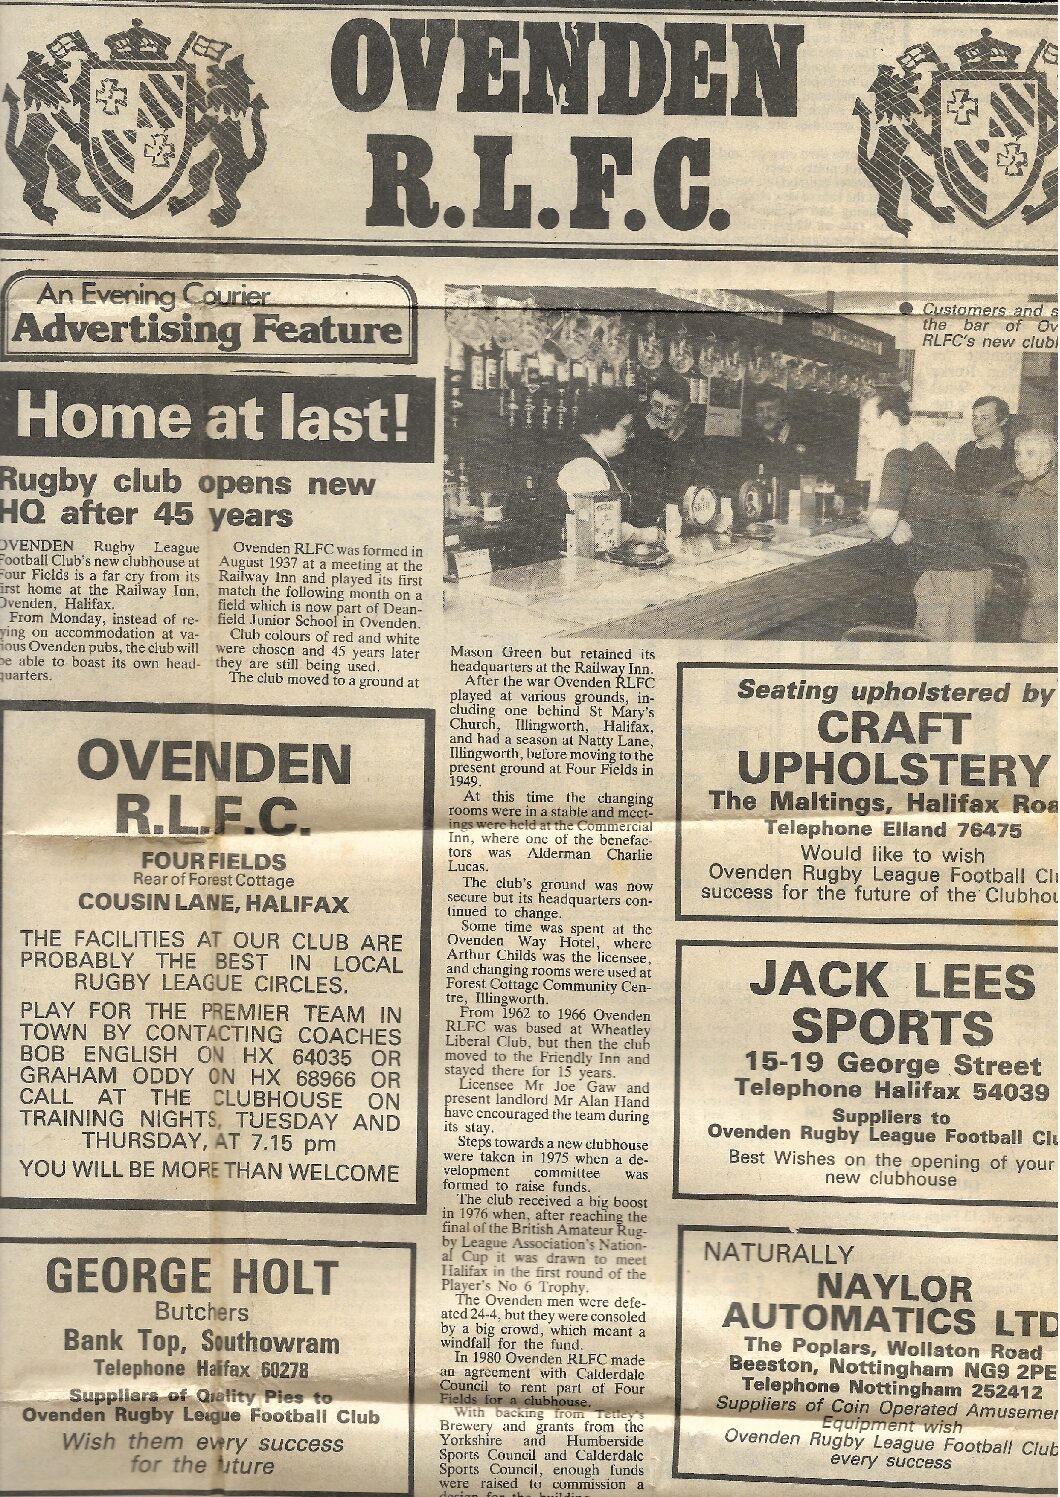 OVENDEN
R.L.F.C.
An Evening Courier
Advertising Feature
Home at last!
Rugby club opens new
HQ after 45 years
OVENDEN Rugby League
Football Club's new clubhouse at
Four Fields is a far cry from its
first home at the Railway Inn,
Ovenden, Halifax.
From Monday, instead of re-
lying on accommodation at va-
rious Ovenden pubs, the club will
be able to boast its own head-
quarters.
Ovenden RLFC was formed in
August 1937 at a meeting at the
Railway Inn and played its first
match the following month on a
field which is now part of Dean-
field Junior School in Ovenden.
Club colours of red and white
were chosen and 45 years later
they are still being used.
The club moved to a ground at
Mason Green but retained its
headquarters at the Railway Inn.
After the war Ovenden RLFC
played at various grounds, in-
cluding one behind St Mary's
Church, Illingworth, Halifax,
and had a season at Natty Lane,
Illingworth, before moving to the
present ground at Four Fields in
1949.
At this time the changing
rooms were in a stable and meet-
ings were held at the Commercial
Inn, where one of the benefac-
tors was Alderman Charlie
Lucas.
The club's ground was now
secure but its headquarters con-
tinued to change.
Some time was spent at the
Ovenden Way Hotel, where
Arthur Childs was the licensee,
and changing rooms were used at
Forest Cottage Community Cen-
tre, Illingworth.
From 1962 to 1966 Ovenden
RLFC was based at Wheatley
Liberal Club, but then the club
moved to the Friendly Inn and
stayed there for 15 years.
Licensee Mr Joe Gaw and
present landlord Mr Alan Hand
have encouraged the team during
its stay.
Steps towards a new clubhouse
were taken in 1975 when a de-
velopment committee was
formed to raise funds.
The club received a big boost
in 1976 when, after reaching the
final of the British Amateur Rug-
by League Association's Nation-
al Cup it was drawn to meet
Halifax in the first round of the
Player's No 6 Trophy.
The Ovenden men were defe-
ated 24-4, but they were consoled
by a big crowd, which meant a
windfall for the fund.
In 1980 Ovenden RLFC made
an agreement with Calderdale
Council to rent part of Four
Fields for a clubhouse.
With backing from Tetley's
Brewery and grants from the
Yorkshire and Humberside
Sports Council and Calderdale
Sports Council, enough funds
were raised to commission a
design for the building
● Customers and s
the bar of Ov
RLFC's new club
OVENDEN
R.L.F.C.
FOUR FIELDS
Rear of Forest Cottage
COUSIN LANE, HALIFAX
THE FACILITIES AT OUR CLUB ARE
PROBABLY THE BEST IN LOCAL
RUGBY LEAGUE CIRCLES.
PLAY FOR THE PREMIER TEAM IN
TOWN BY CONTACTING COACHES
BOB ENGLISH ON HX 64035 OR
GRAHAM ODDY ON HX 68966 OR
CALL AT THE CLUBHOUSE ON
TRAINING NIGHTS, TUESDAY AND
THURSDAY, AT 7.15 pm
YOU WILL BE MORE THAN WELCOME
GEORGE HOLT
Butchers
Bank Top, Southowram
Telephone Halifax 60278
Suppliers of Quality Pies to
Ovenden Rugby League Football Club
Wish them every success
for the future
Seating upholstered by
CRAFT
UPHOLSTERY
The Maltings, Halifax Roa
Telephone Elland 76475
Would like to wish
Ovenden Rugby League Football Clu
success for the future of the Clubhou
JACK LEES
SPORTS
15-19 George Street
Telephone Halifax 54039
Suppliers to
Ovenden Rugby League Football Clu
Best Wishes on the opening of your
new clubhouse
NATURALLY
NAYLOR
AUTOMATICS LTD
The Poplars, Wollaton Road
Beeston, Nottingham NG9 2PE
Telephone Nottingham 252412
Suppliers of Coin Operated Amusemen
Equipment wish
Ovenden Rugby League Football Club
every success